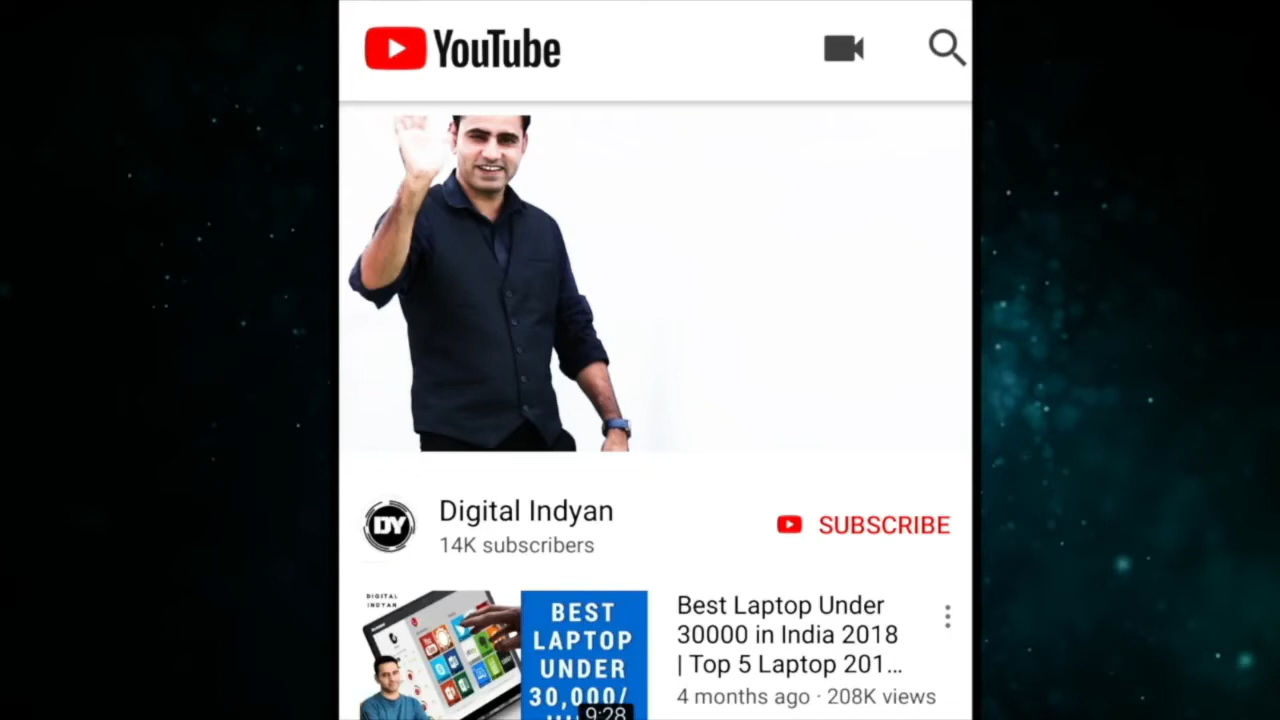 YouTube
DY
Digital Indyan
14K subscribers
SUBSCRIBE
DIGITAL
INDYAN
BEST
LAPTOP
UNDER
30,000/
9:28
Best Laptop Under
30000 in India 2018
| Top 5 Laptop 201...
4 months ago · 208K views